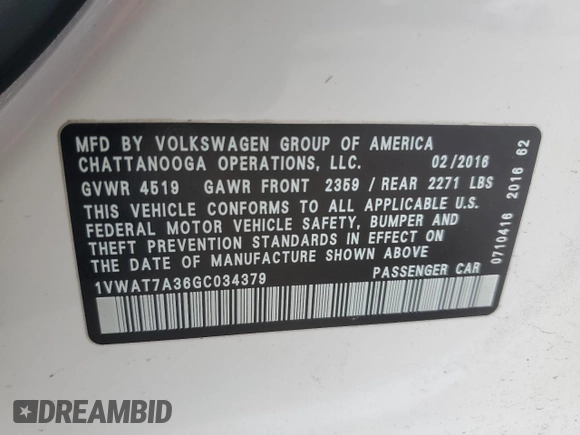 MFD BY VOLKSWAGEN GROUP OF AMERICA
CHATTANOOGA OPERATIONS, LLC. 02/2016
GVWR 4519 GAWR FRONT 2359 / REAR 2271 LBS
THIS VEHICLE CONFORMS TO ALL APPLICABLE U.S.
FEDERAL MOTOR VEHICLE SAFETY, BUMPER AND
THEFT PREVENTION STANDARDS IN EFFECT ON
THE DATE OF MANUFACTURE SHOWN ABOVE
1VWAT7A36GC034379 PASSENGER CAR
0710416 2016 62
DREAMBID